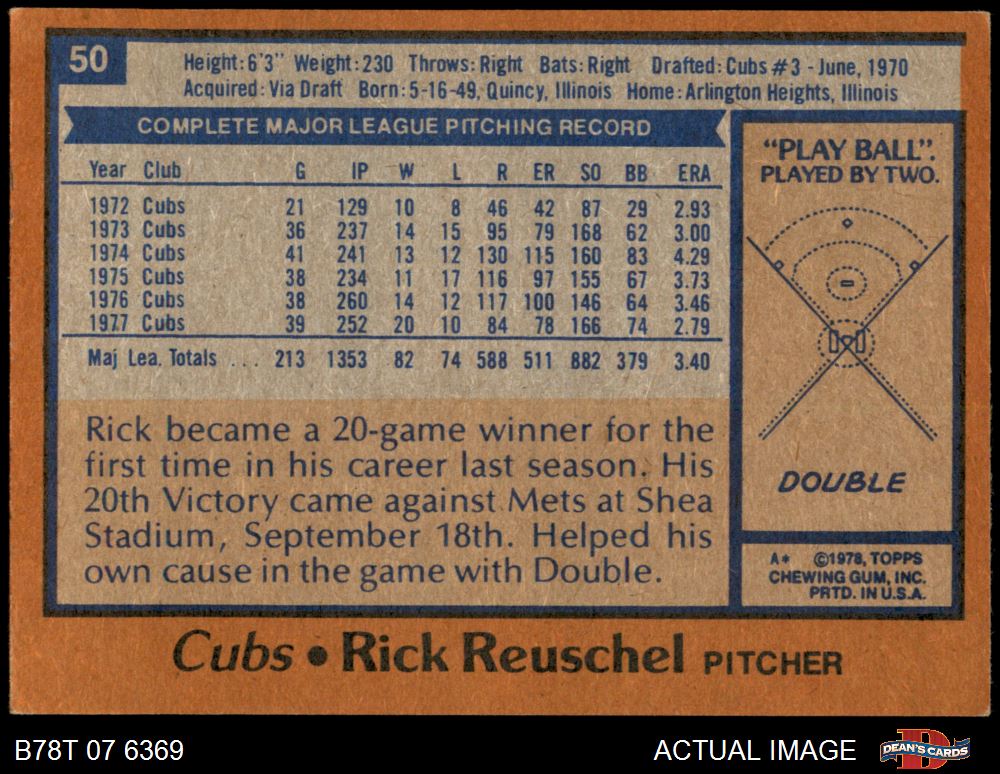 50
Height: 6'3" Weight: 230 Throws: Right Bats: Right Drafted: Cubs #3 - June, 1970
Acquired: Via Draft Born: 5-16-49, Quincy, Illinois Home: Arlington Heights, Illinois
COMPLETE MAJOR LEAGUE PITCHING RECORD
Year Club G IP W L R ER SO BB ERA
1972 Cubs 21 129 10 8 46 42 87 29 2.93
1973 Cubs 36 237 14 15 95 79 168 62 3.00
1974 Cubs 41 241 13 12 130 115 160 83 4.29
1975 Cubs 38 234 11 17 116 97 155 67 3.73
1976 Cubs 38 260 14 12 117 100 146 64 3.46
1977 Cubs 39 252 20 10 84 78 166 74 2.79
Maj Lea. Totals ... 213 1353 82 74 588 511 882 379 3.40
Rick became a 20-game winner for the
first time in his career last season. His
20th Victory came against Mets at Shea
Stadium, September 18th. Helped his
own cause in the game with Double.
"PLAY BALL".
PLAYED BY TWO.
DOUBLE
A* ©1978, TOPPS
CHEWING GUM, INC.
PRTD. IN U.S.A.
Cubs • Rick Reuschel PITCHER
B78T 07 6369
ACTUAL IMAGE
D
DEAN'S CARDS